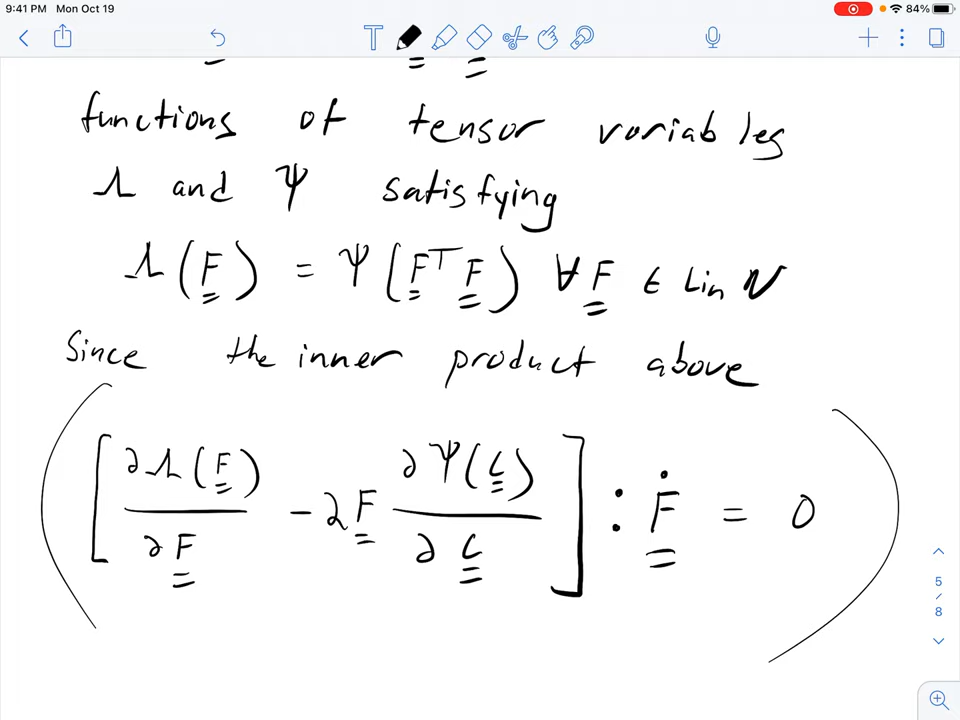 9:41 PM Mon Oct 19 84%
functions of tensor variables
Λ and Ψ satisfying
Λ(F) = Ψ(FᵀF) ∀ F ∈ Lin V
Since the inner product above
([∂Λ(F)/∂F - 2F ∂Ψ(C)/∂C] : Ḟ = 0)
5
/
8